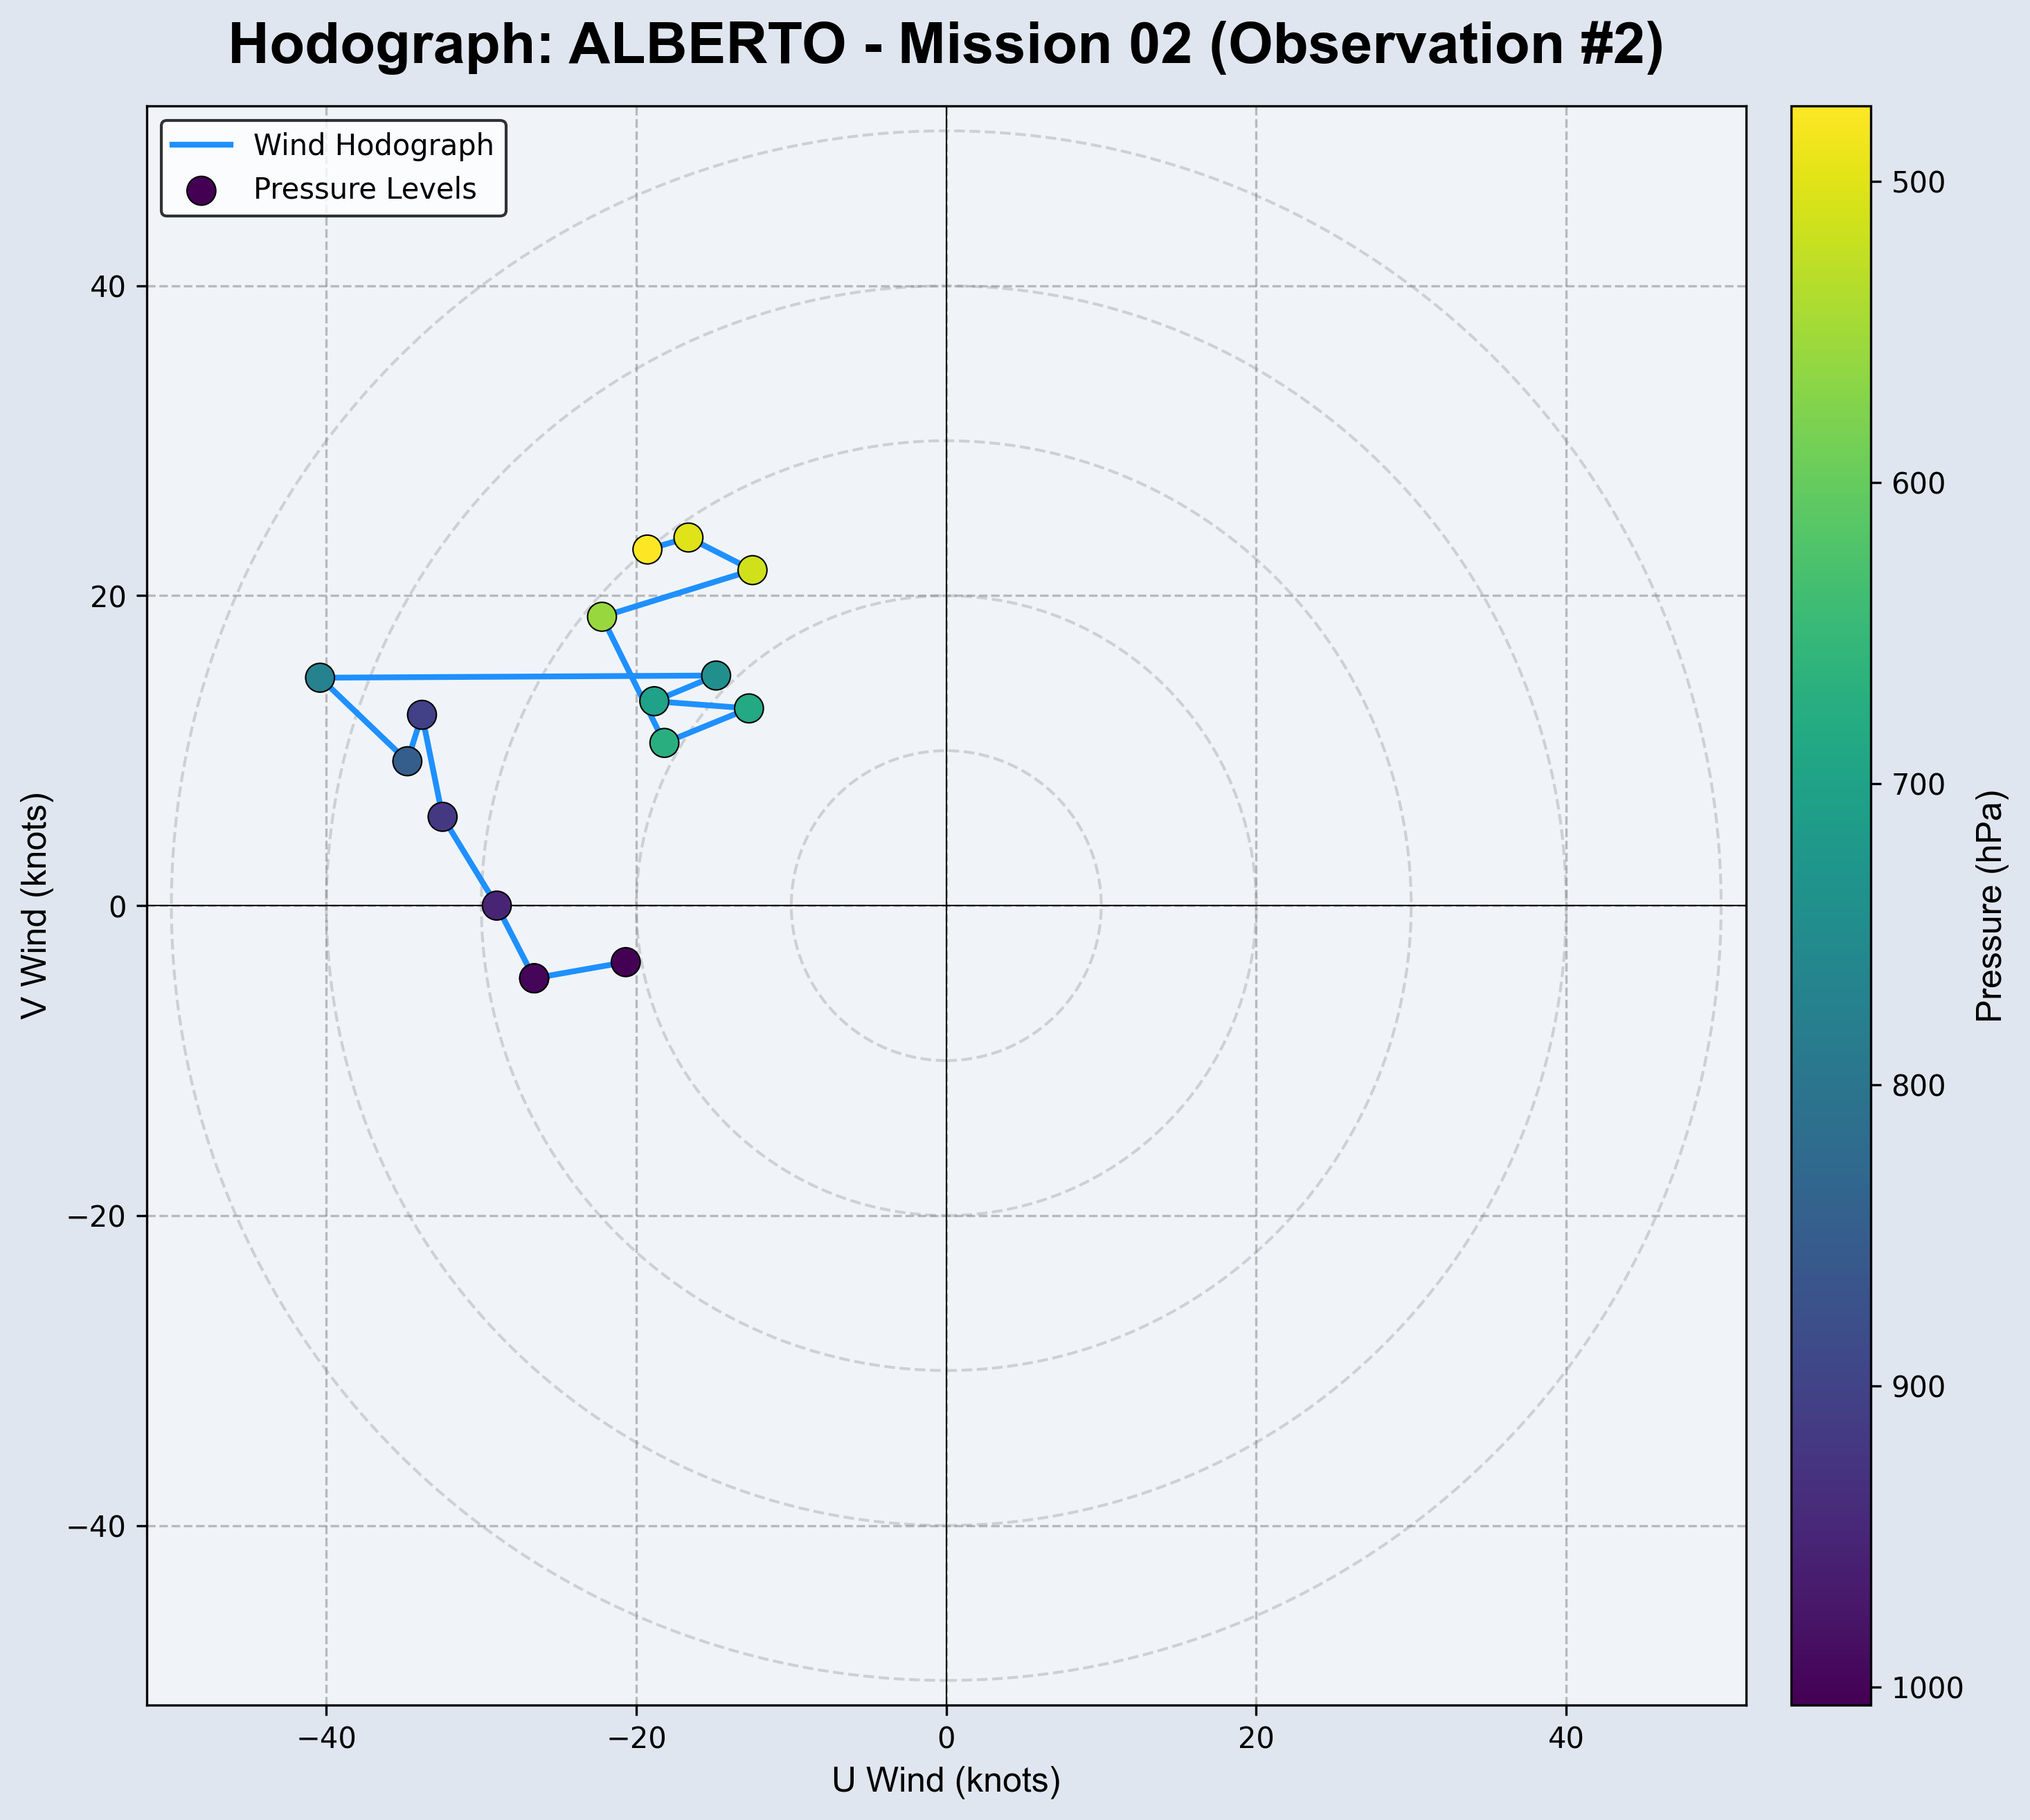 Hodograph: ALBERTO - Mission 02 (Observation #2)
Wind Hodograph
Pressure Levels
40
20
0
−20
−40
V Wind (knots)
−40
−20
0
20
40
U Wind (knots)
500
600
700
800
900
1000
Pressure (hPa)